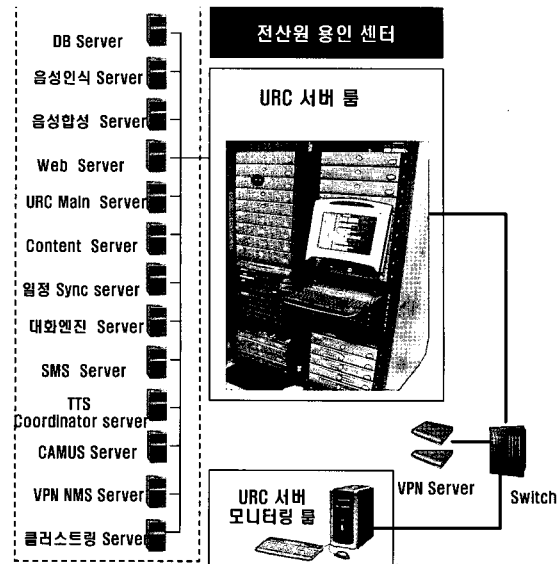 DB Server
음성인식 Server
음성합성 Server
Web Server
URC Main Server
Content Server
일정 Sync server
대화엔진 Server
SMS Server
TTS
Coordinator server
CAMUS Server
VPN NMS Server
클러스트링 Server
전산원 용인 센터
URC 서버 룸
URC 서버
모니터링 룸
VPN Server
Switch